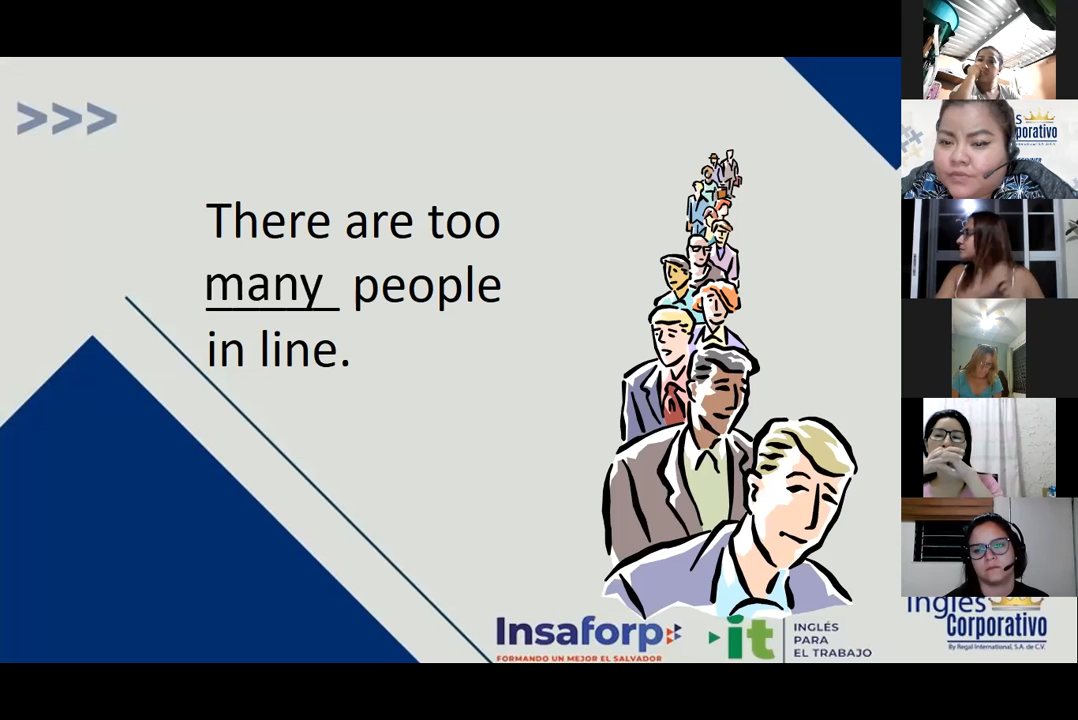 >>>
There are too
many people
in line.
Insaforp
FORMANDO UN MEJOR EL SALVADOR
it
INGLÉS
PARA
EL TRABAJO
Inglés
Corporativo
By Regal International, S.A. de C.V.
porativo